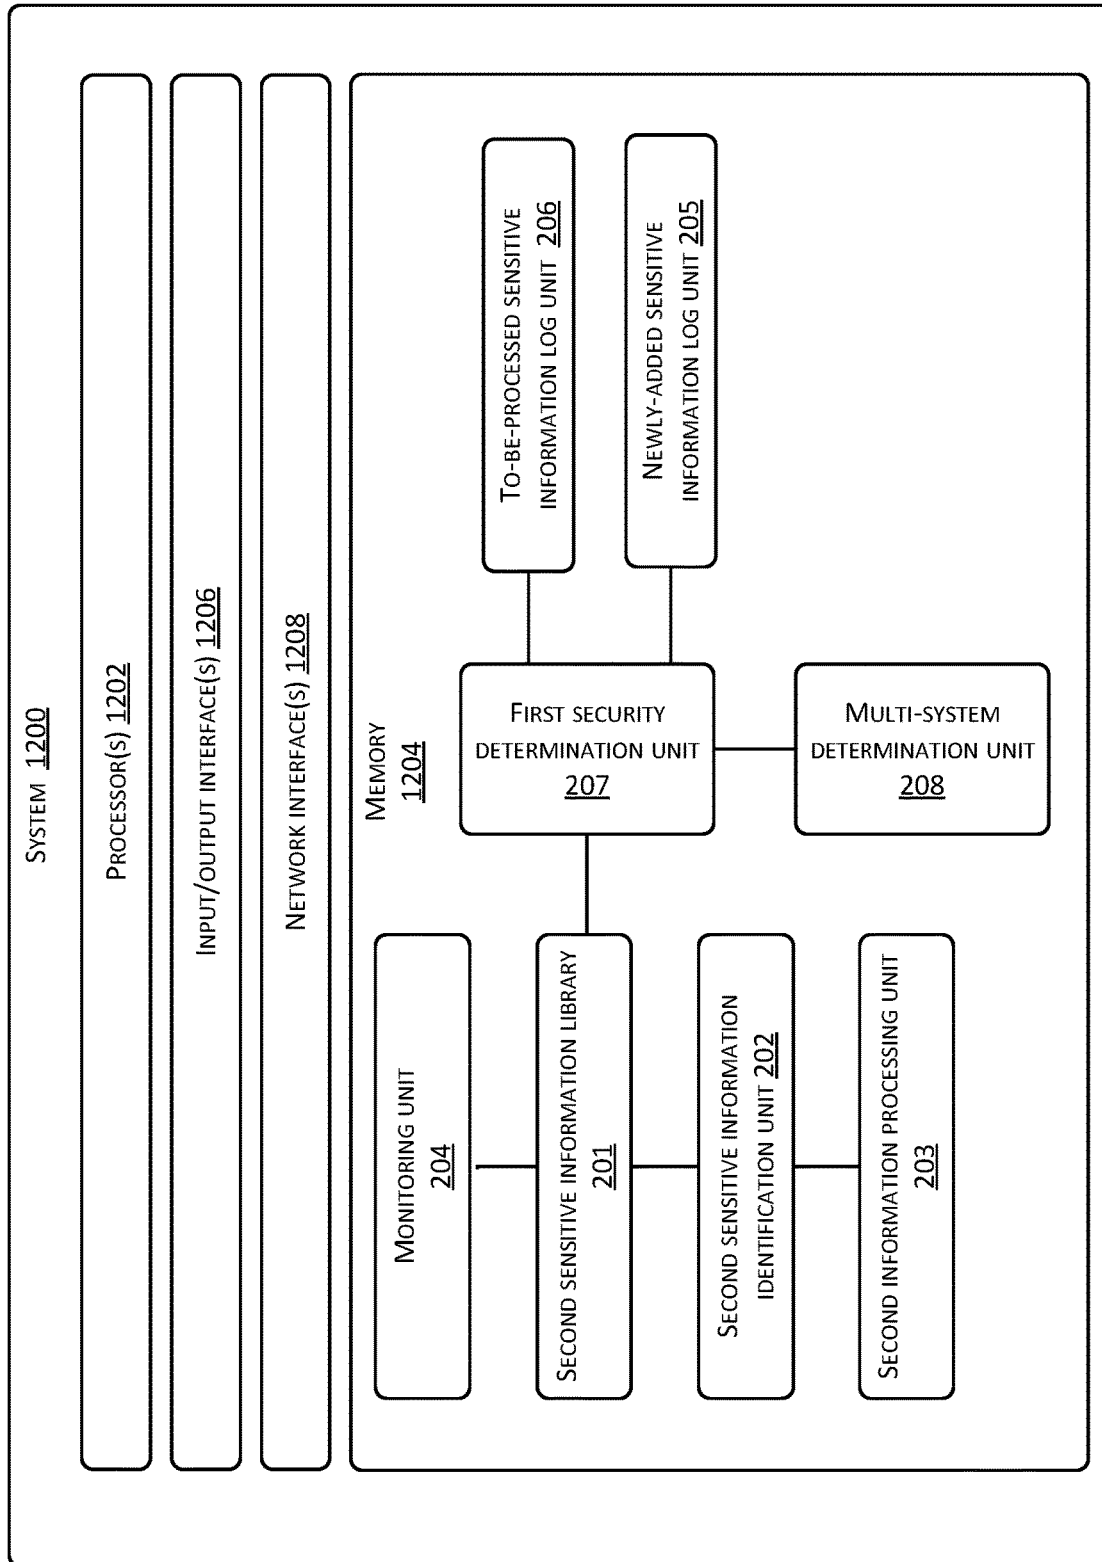 SYSTEM 1200
PROCESSOR(S) 1202
INPUT/OUTPUT INTERFACE(S) 1206
NETWORK INTERFACE(S) 1208
MEMORY
1204
MONITORING UNIT
204
SECOND SENSITIVE INFORMATION LIBRARY
201
SECOND SENSITIVE INFORMATION
IDENTIFICATION UNIT 202
SECOND INFORMATION PROCESSING UNIT
203
FIRST SECURITY
DETERMINATION UNIT
207
MULTI-SYSTEM
DETERMINATION UNIT
208
TO-BE-PROCESSED SENSITIVE
INFORMATION LOG UNIT 206
NEWLY-ADDED SENSITIVE
INFORMATION LOG UNIT 205